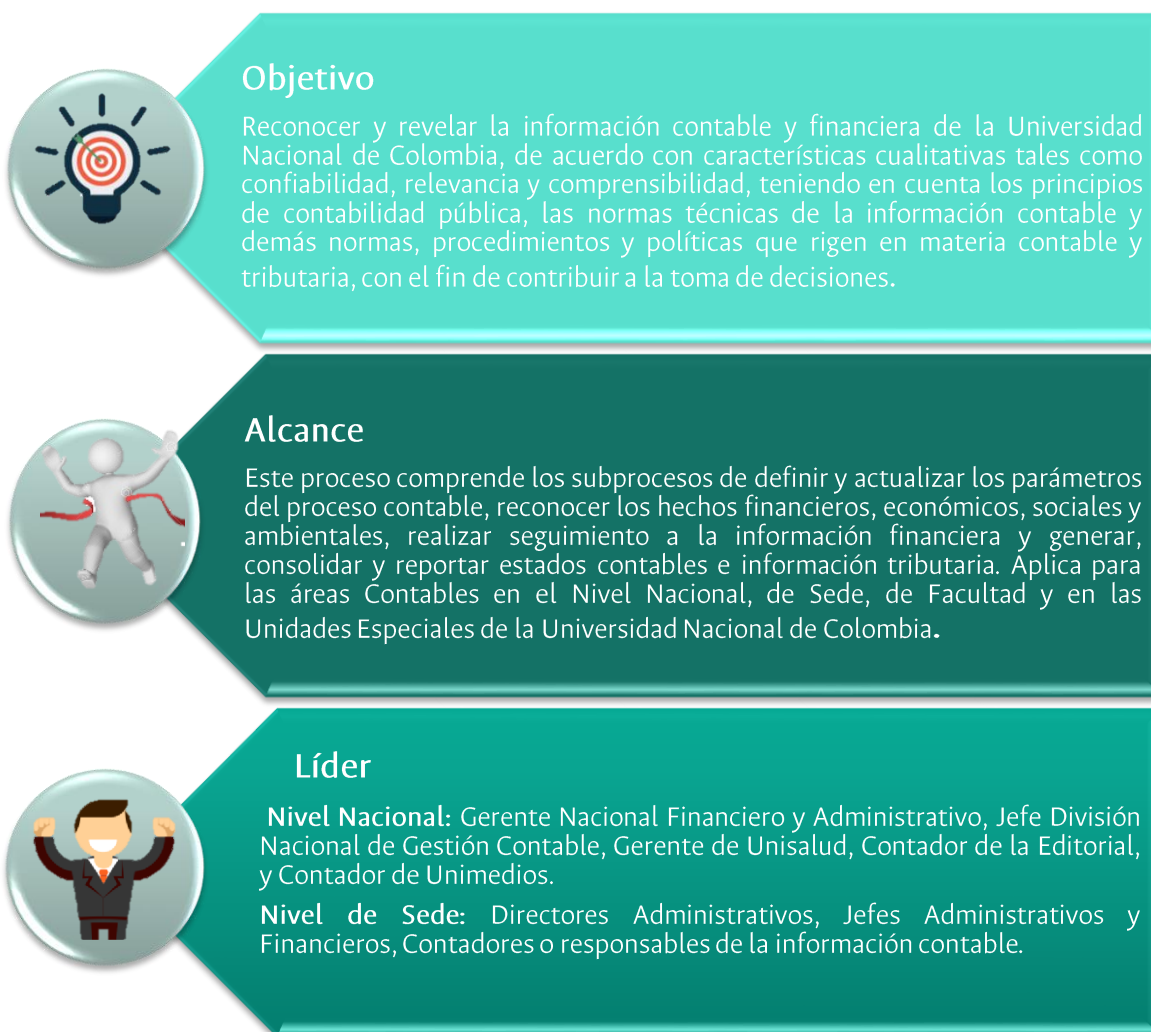 Objetivo
Reconocer y revelar la información contable y financiera de la Universidad
Nacional de Colombia, de acuerdo con características cualitativas tales como
confiabilidad, relevancia y comprensibilidad, teniendo en cuenta los principios
de contabilidad pública, las normas técnicas de la información contable y
demás normas, procedimientos y políticas que rigen en materia contable y
tributaria, con el fin de contribuir a la toma de decisiones.
Alcance
Este proceso comprende los subprocesos de definir y actualizar los parámetros
del proceso contable, reconocer los hechos financieros, económicos, sociales y
ambientales, realizar seguimiento a la información financiera y generar,
consolidar y reportar estados contables e información tributaria. Aplica para
las áreas Contables en el Nivel Nacional, de Sede, de Facultad y en las
Unidades Especiales de la Universidad Nacional de Colombia.
Líder
Nivel Nacional: Gerente Nacional Financiero y Administrativo, Jefe División
Nacional de Gestión Contable, Gerente de Unisalud, Contador de la Editorial,
y Contador de Unimedios.
Nivel de Sede: Directores Administrativos, Jefes Administrativos y
Financieros, Contadores o responsables de la información contable.